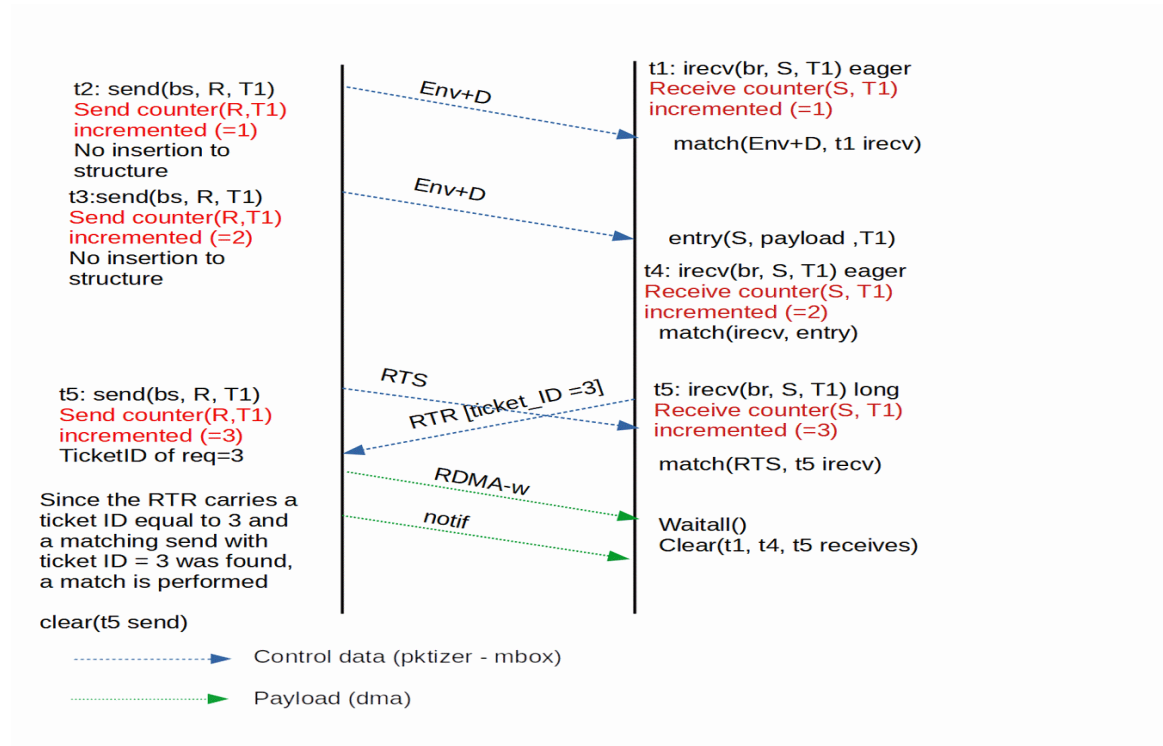 t2: send(bs, R, T1)
Send counter(R,T1)
incremented (=1)
No insertion to
structure
t3:send(bs, R, T1)
Send counter(R,T1)
incremented (=2)
No insertion to
structure
t5: send(bs, R, T1)
Send counter(R,T1)
incremented (=3)
TicketID of req=3
Since the RTR carries a
ticket ID equal to 3 and
a matching send with
ticket ID = 3 was found,
a match is performed
clear(t5 send)
Env+D
Env+D
RTS
RTR [ticket_ID =3]
RDMA-w
notif
t1: irecv(br, S, T1) eager
Receive counter(S, T1)
incremented (=1)
match(Env+D, t1 irecv)
entry(S, payload ,T1)
t4: irecv(br, S, T1) eager
Receive counter(S, T1)
incremented (=2)
match(irecv, entry)
t5: irecv(br, S, T1) long
Receive counter(S, T1)
incremented (=3)
match(RTS, t5 irecv)
Waitall()
Clear(t1, t4, t5 receives)
Control data (pktizer - mbox)
Payload (dma)